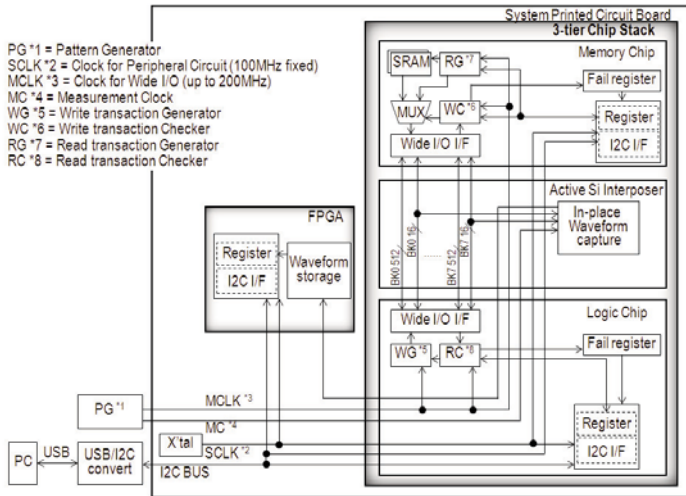 System Printed Circuit Board
3-tier Chip Stack
PG *1 = Pattern Generator
SCLK *2 = Clock for Peripheral Circuit (100MHz fixed)
MCLK *3 = Clock for Wide I/O (up to 200MHz)
MC *4 = Measurement Clock
WG *5 = Write transaction Generator
WC *6 = Write transaction Checker
RG *7 = Read transaction Generator
RC *8 = Read transaction Checker
Memory Chip
SRAM
RG *7
Fail register
MUX
WC *6
Register
I2C I/F
Wide I/O I/F
Active Si Interposer
In-place
Waveform
capture
BK0 512
BK0 16
BK7 512
BK7 16
FPGA
Register
I2C I/F
Waveform
storage
Logic Chip
Wide I/O I/F
WG *5
RC *8
Fail register
Register
I2C I/F
PG *1
MCLK *3
MC *4
X'tal
SCLK *2
PC
USB
USB/I2C
convert
I2C BUS